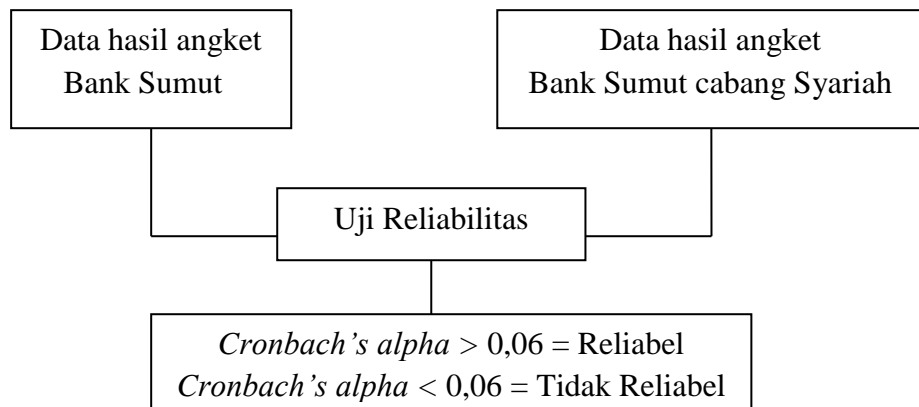 Data hasil angket
Bank Sumut
Data hasil angket
Bank Sumut cabang Syariah
Uji Reliabilitas
Cronbach’s alpha > 0,06 = Reliabel
Cronbach’s alpha < 0,06 = Tidak Reliabel